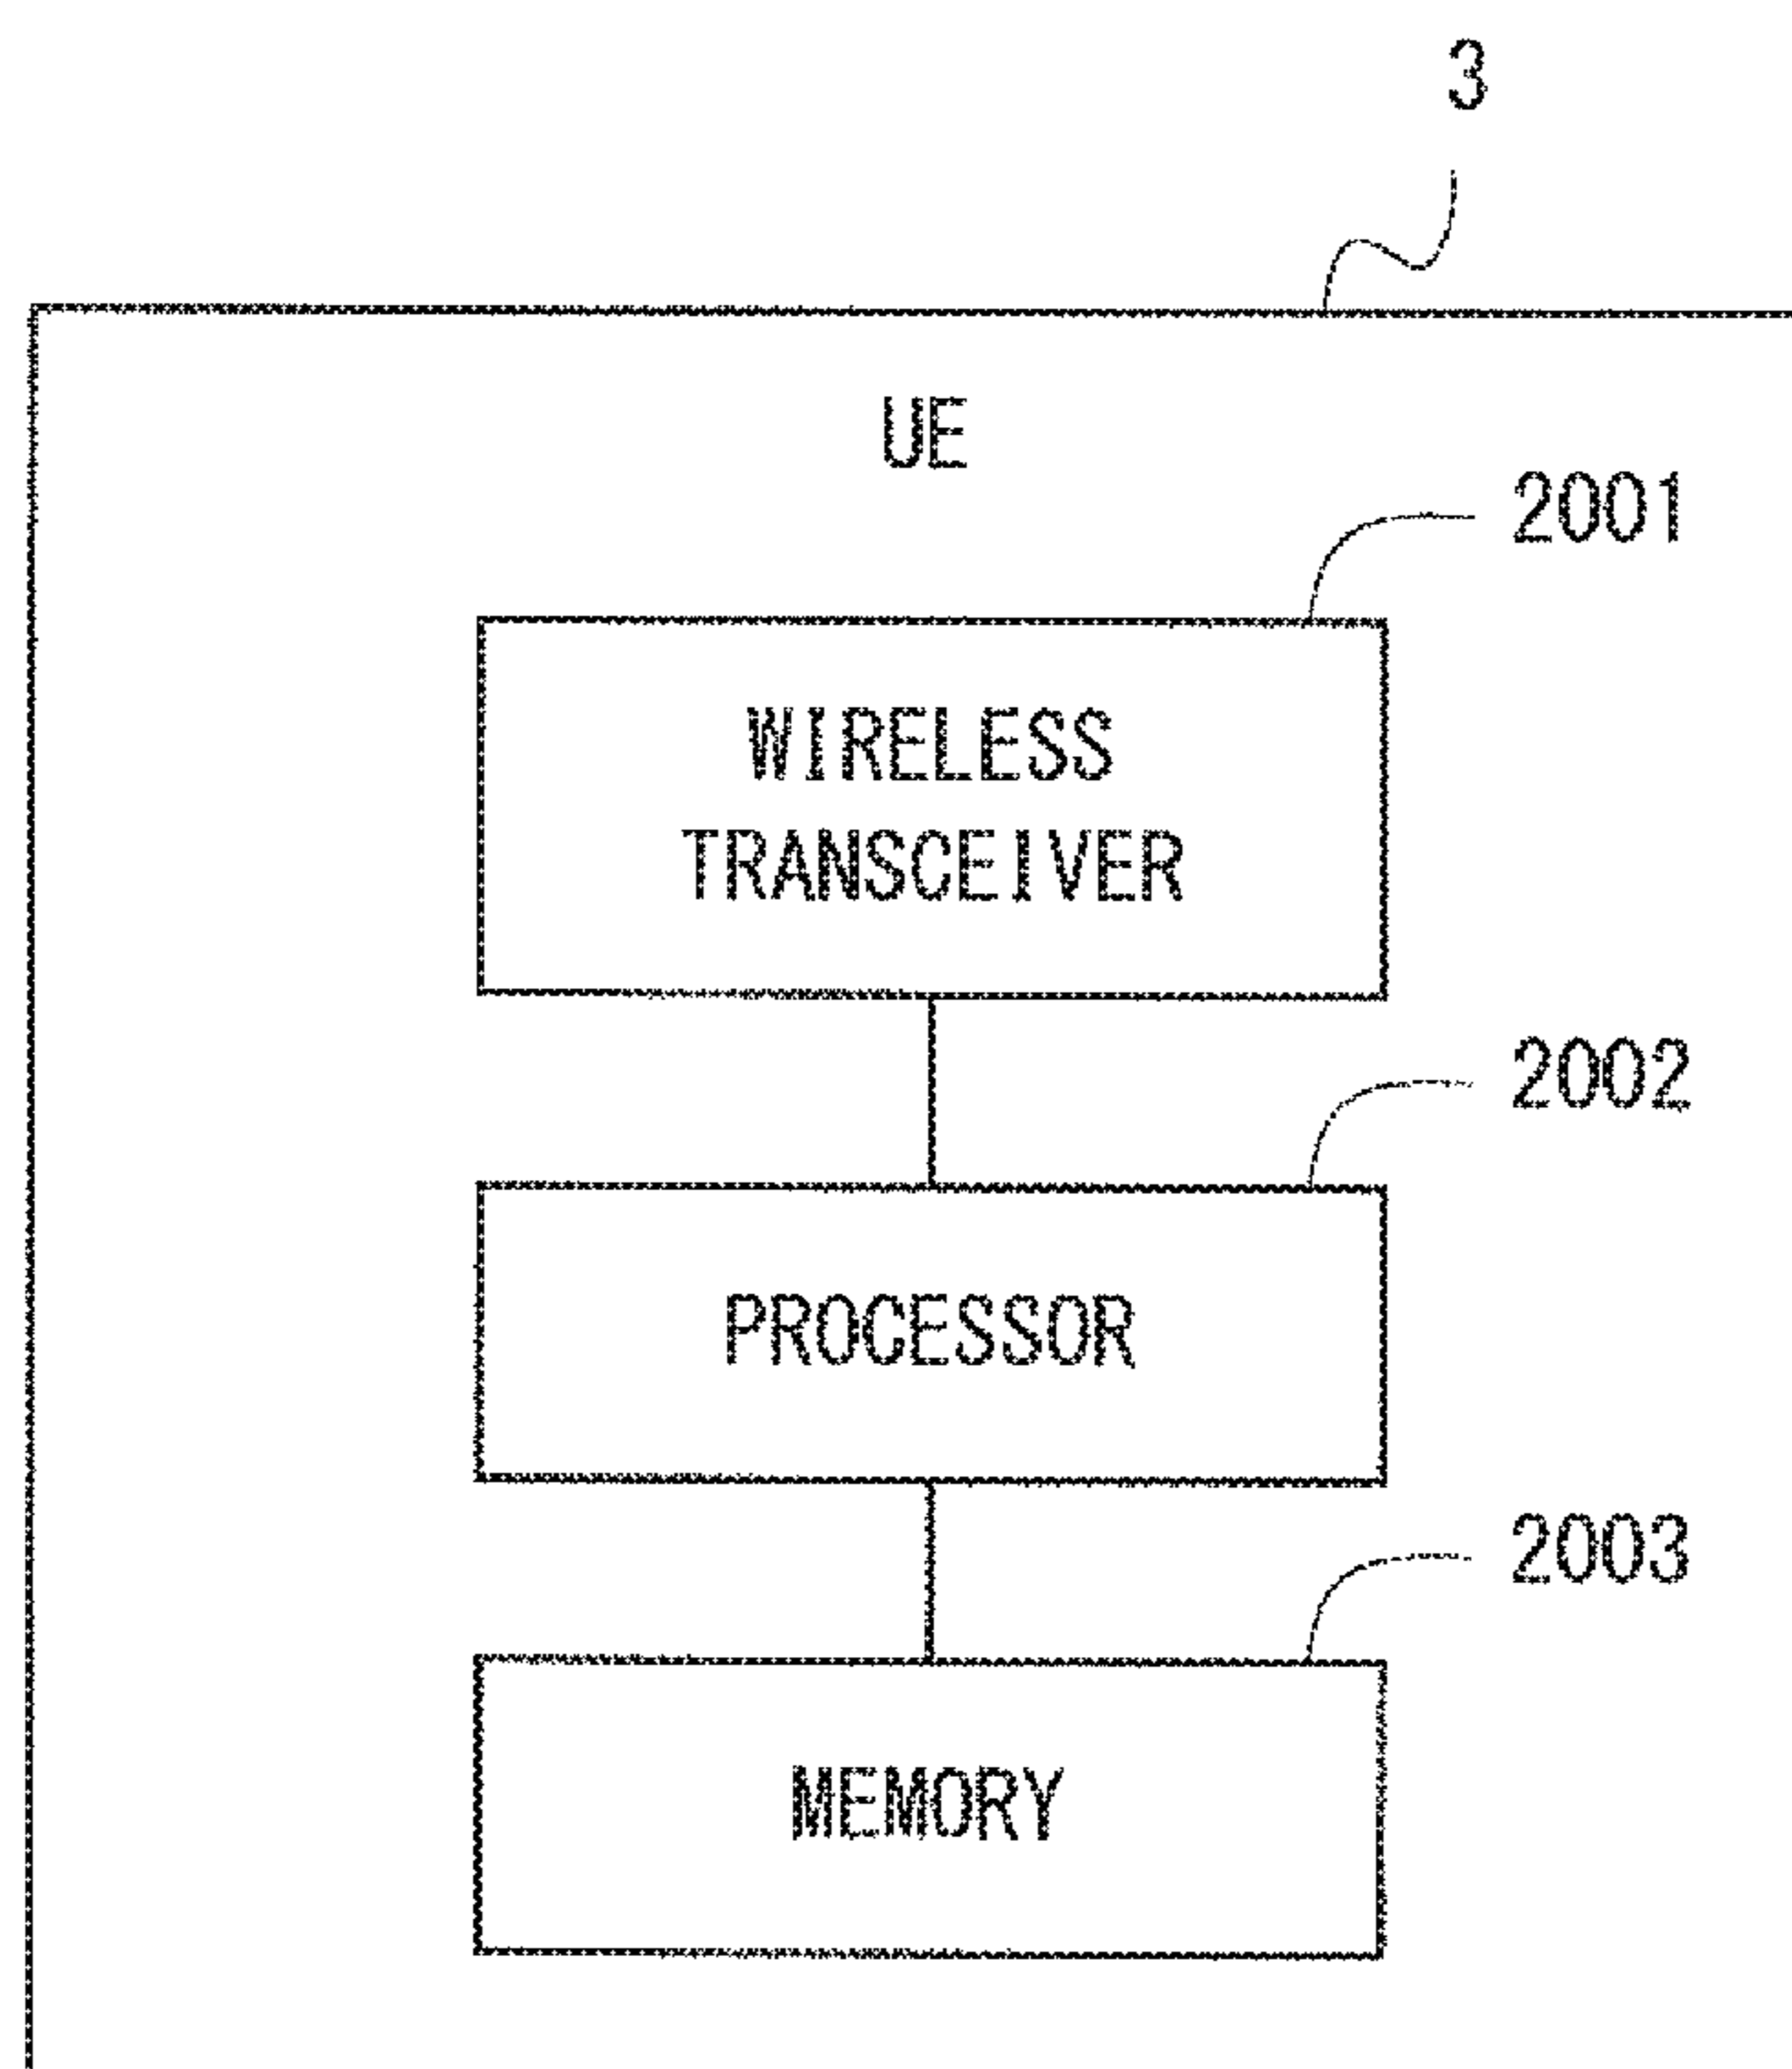 3
UE
2001
WIRELESS
TRANSCEIVER
2002
PROCESSOR
2003
MEMORY